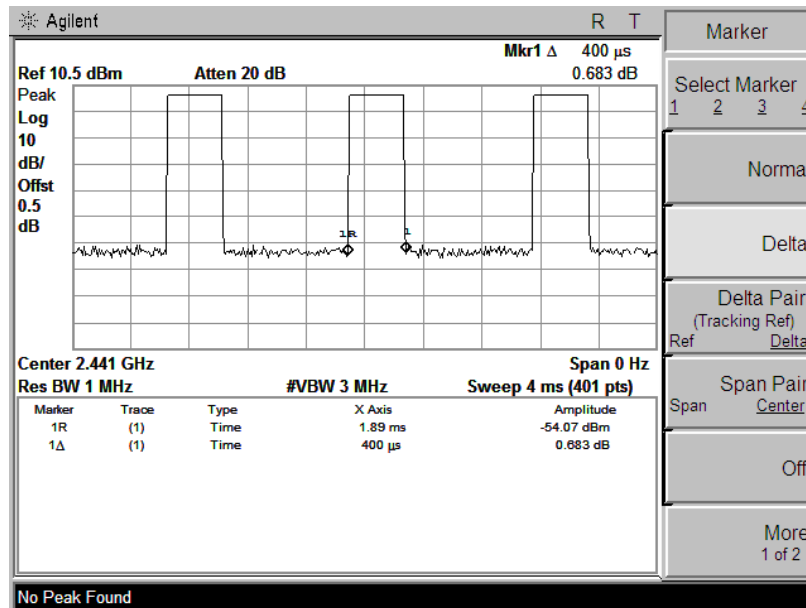 Agilent R T
Mkr1 Δ 400 μs
Ref 10.5 dBm Atten 20 dB 0.683 dB
Peak
Log
10
dB/
Offst
0.5
dB
1R 1
Center 2.441 GHz Span 0 Hz
Res BW 1 MHz #VBW 3 MHz Sweep 4 ms (401 pts)
Marker Trace Type X Axis Amplitude
1R (1) Time 1.89 ms -54.07 dBm
1Δ (1) Time 400 μs 0.683 dB
No Peak Found
Marker
Select Marker
1 2 3 4
Norma
Delta
Delta Pair
(Tracking Ref)
Ref Delta
Span Pair
Span Center
Off
More
1 of 2